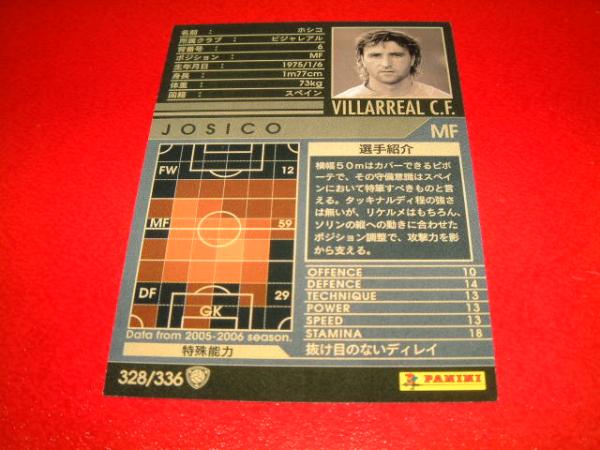 名前 : ホシコ
所属クラブ : ビジャレアル
背番号 : 6
ポジション : MF
生年月日 : 1975/1/6
身長 : 1m77cm
体重 : 73kg
国籍 : スペイン
VILLARREAL C.F.
JOSICO MF
FW 12
MF 59
DF 29
GK
Data from 2005-2006 season.
選手紹介
横幅50mはカバーできるピボ
ーテで、その守備意識はスペイ
ンにおいて特筆すべきものと言
える。タッキナルディ程の強さ
は無いが、リケルメはもちろん、
ソリンの縦への動きに合わせた
ポジション調整で、攻撃力を影
から支える。
OFFENCE 10
DEFENCE 14
TECHNIQUE 13
POWER 13
SPEED 13
STAMINA 18
特殊能力 抜け目のないディレイ
328/336
PANINI